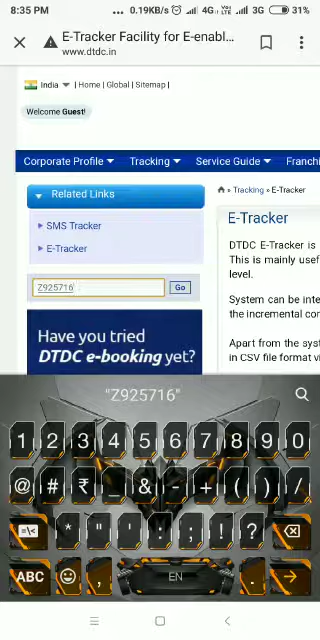 8:35 PM ... 0.19KB/s 4G VoLTE 3G 31%
E-Tracker Facility for E-enabl...
www.dtdc.in
India | Home | Global | Sitemap |
Welcome Guest!
Corporate Profile Tracking Service Guide Franchi
Related Links
SMS Tracker
E-Tracker
Z925716
Go
Have you tried
DTDC e-booking yet?
» Tracking » E-Tracker
E-Tracker
DTDC E-Tracker is
This is mainly usef
level.
System can be inte
the incremental con
Apart from the syst
in CSV file format vi
"Z925716"
1 2 3 4 5 6 7 8 9 0
@ # ₹ _ & - + ( ) /
=\< * " ' : ; ! ?
ABC , EN .